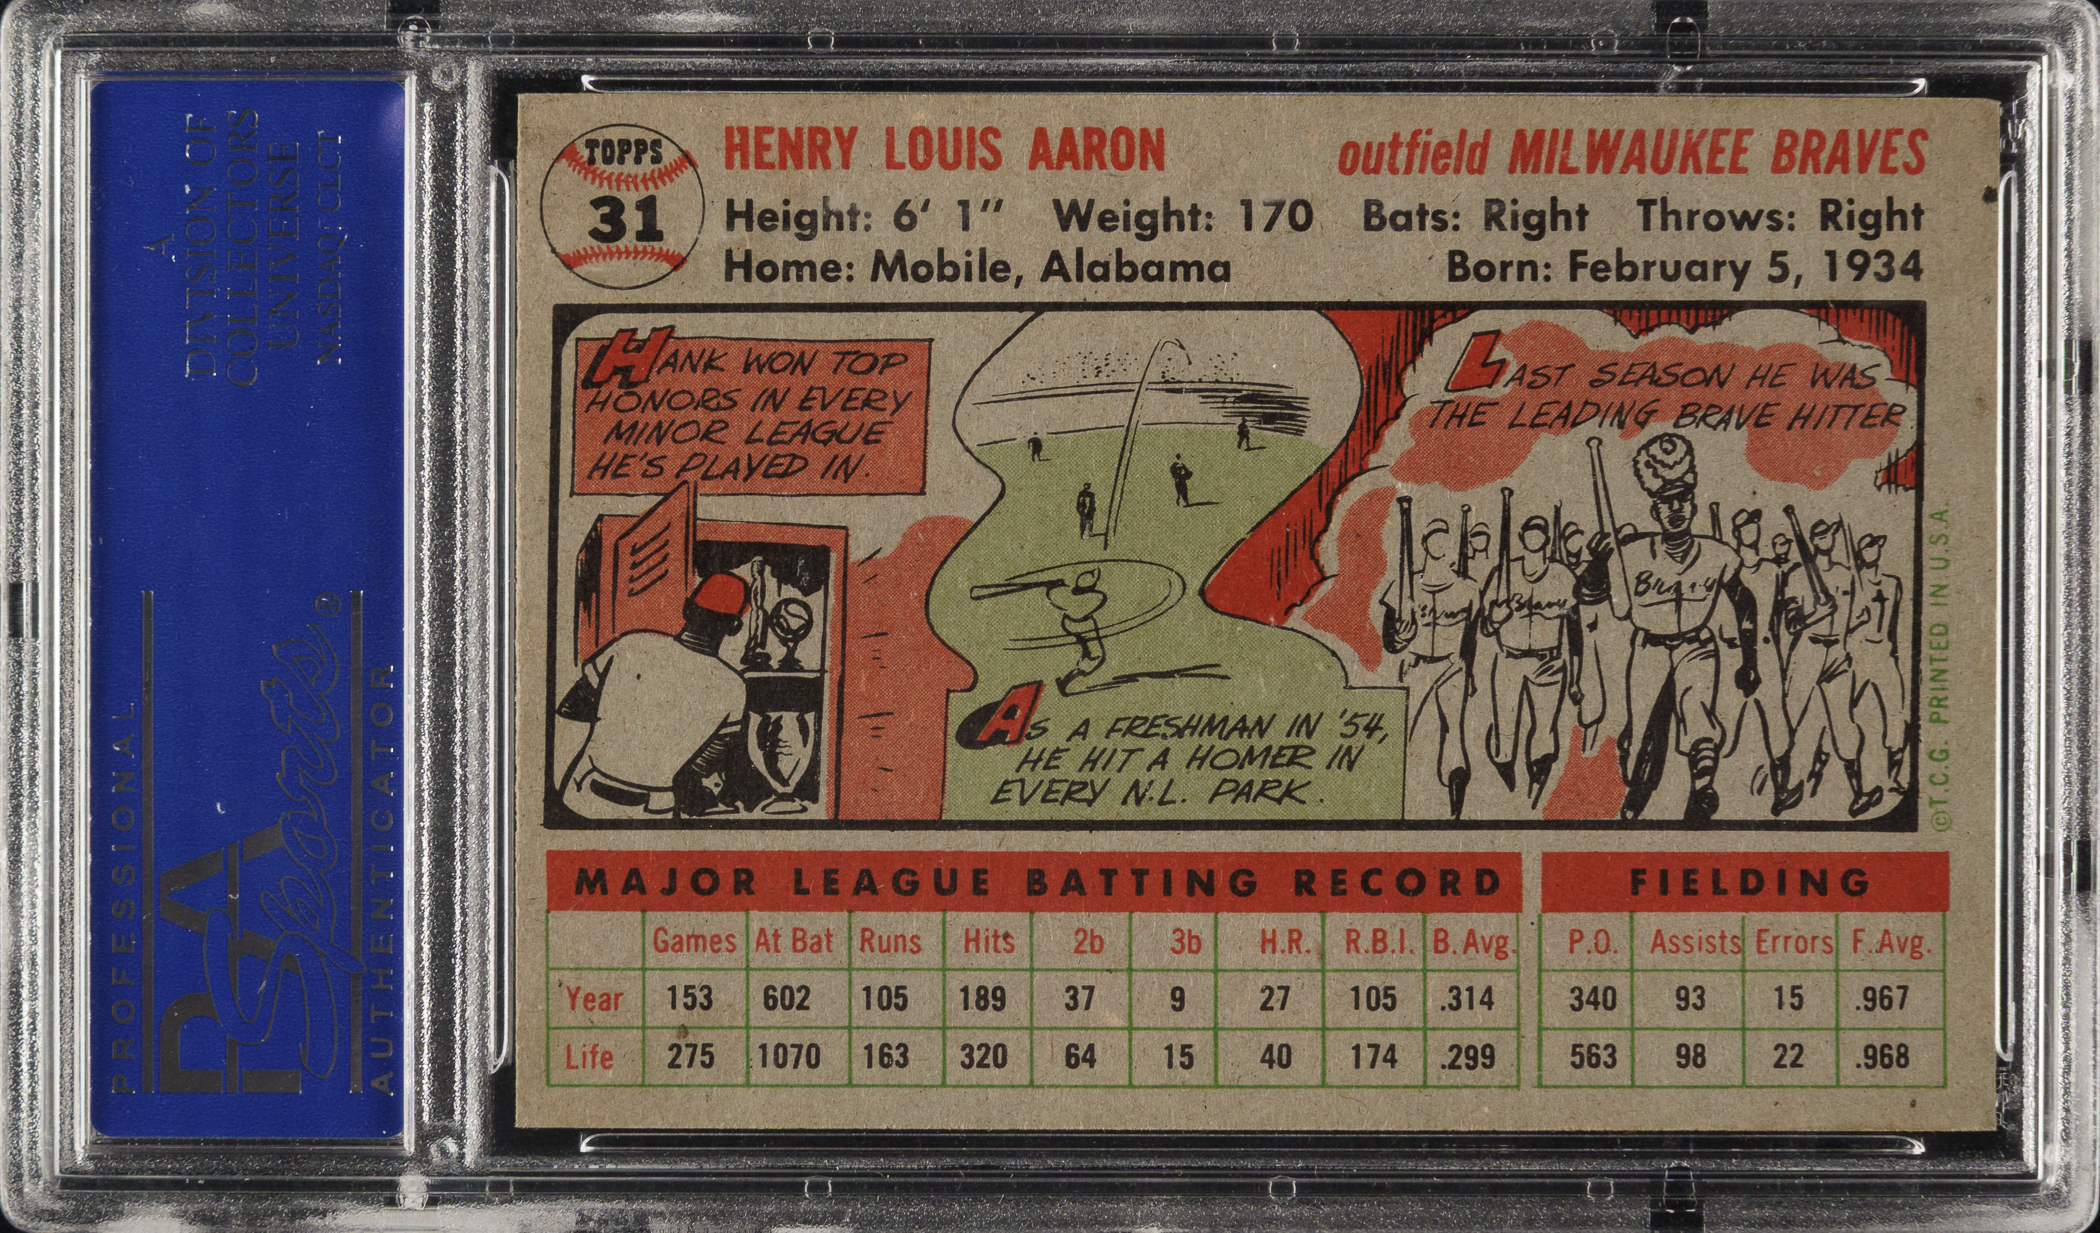 A
DIVISION OF
COLLECTORS
UNIVERSE
NASDAQ: CLCT
PROFESSIONAL
PSA
Sports®
AUTHENTICATOR
TOPPS
31
HENRY LOUIS AARON
outfield MILWAUKEE BRAVES
Height: 6' 1" Weight: 170 Bats: Right Throws: Right
Home: Mobile, Alabama
Born: February 5, 1934
HANK WON TOP
HONORS IN EVERY
MINOR LEAGUE
HE'S PLAYED IN.
AS A FRESHMAN IN '54,
HE HIT A HOMER IN
EVERY N.L. PARK.
LAST SEASON HE WAS
THE LEADING BRAVE HITTER
Braves
Braves
©T.C.G. PRINTED IN U.S.A.
MAJOR LEAGUE BATTING RECORD
Games At Bat Runs Hits 2b 3b H.R. R.B.I. B. Avg.
Year 153 602 105 189 37 9 27 105 .314
Life 275 1070 163 320 64 15 40 174 .299
FIELDING
P.O. Assists Errors F. Avg.
340 93 15 .967
563 98 22 .968